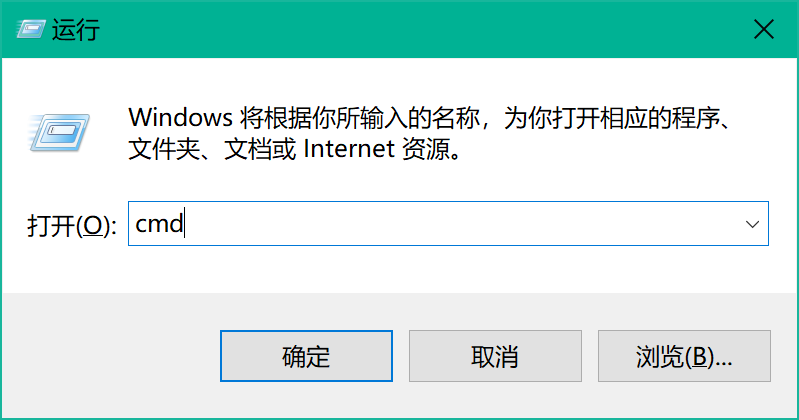 运行
Windows 将根据你所输入的名称，为你打开相应的程序、
文件夹、文档或 Internet 资源。
打开(O): cmd
确定 取消 浏览(B)...